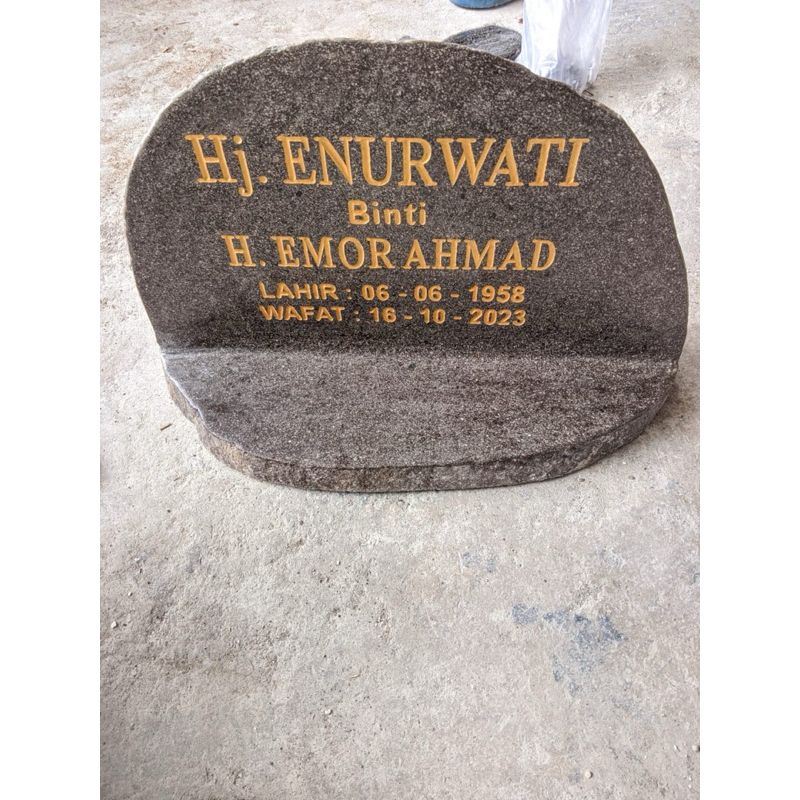 Hj. ENURWATI
Binti
H. EMOR AHMAD
LAHIR : 06 - 06 - 1958
WAFAT : 16 - 10 - 2023